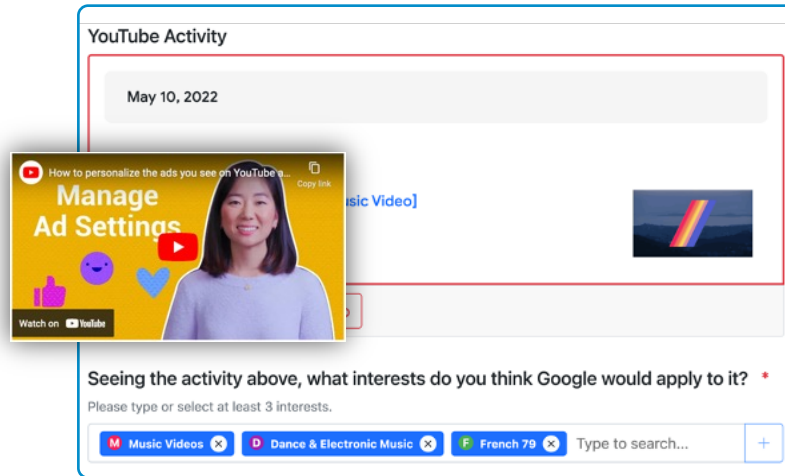 YouTube Activity
May 10, 2022
How to personalize the ads you see on YouTube a...
Copy link
Manage
Ad Settings
Watch on YouTube
Music Video]
Seeing the activity above, what interests do you think Google would apply to it? *
Please type or select at least 3 interests.
M Music Videos
D Dance & Electronic Music
F French 79
Type to search...
+